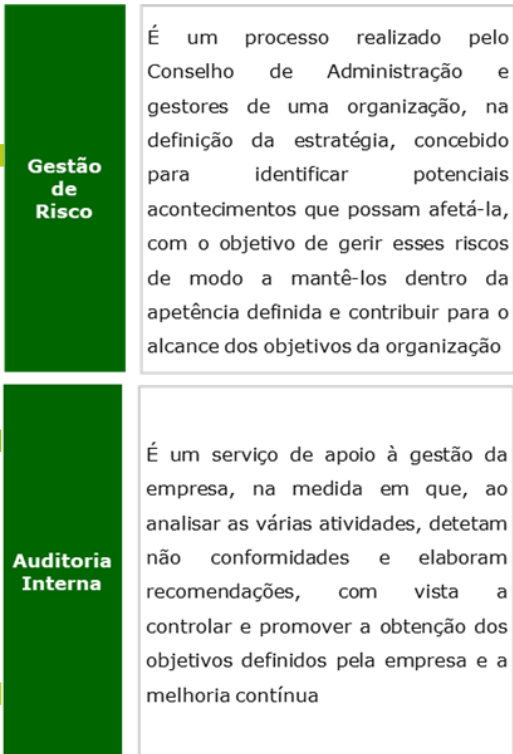 Gestão
de
Risco
É um processo realizado pelo
Conselho de Administração e
gestores de uma organização, na
definição da estratégia, concebido
para identificar potenciais
acontecimentos que possam afetá-la,
com o objetivo de gerir esses riscos
de modo a mantê-los dentro da
apetência definida e contribuir para o
alcance dos objetivos da organização
Auditoria
Interna
É um serviço de apoio à gestão da
empresa, na medida em que, ao
analisar as várias atividades, detetam
não conformidades e elaboram
recomendações, com vista a
controlar e promover a obtenção dos
objetivos definidos pela empresa e a
melhoria contínua